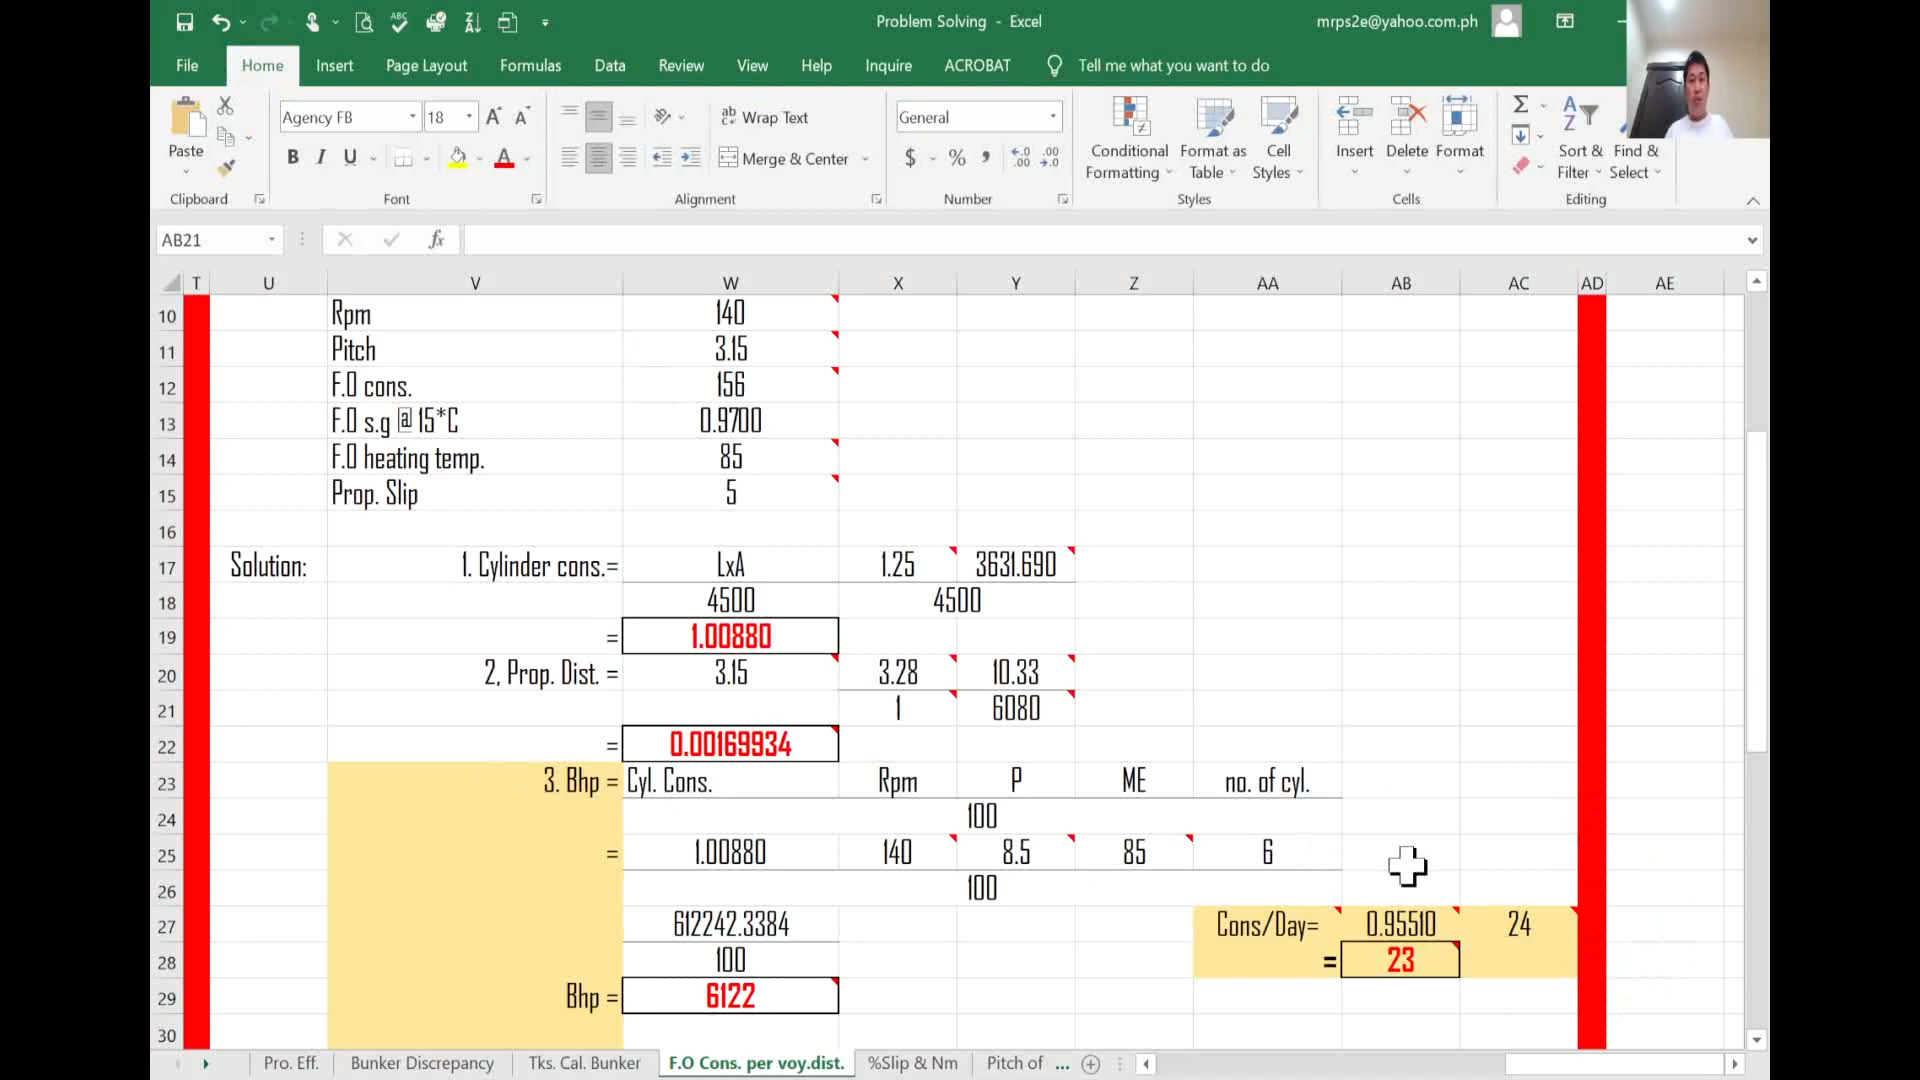 Problem Solving - Excel
mrps2e@yahoo.com.ph
File Home Insert Page Layout Formulas Data Review View Help Inquire ACROBAT Tell me what you want to do
Paste
Clipboard
Agency FB 18
B I U
Font
Wrap Text
Merge & Center
Alignment
General
$ % ,
Number
Conditional Formatting
Format as Table
Cell Styles
Styles
Insert Delete Format
Cells
Sort & Filter
Find & Select
Editing
AB21 fx
T U V W X Y Z AA AB AC AD AE
10 Rpm 140
11 Pitch 3.15
12 F.O cons. 156
13 F.O s.g @ 15*C 0.9700
14 F.O heating temp. 85
15 Prop. Slip 5
16
17 Solution: 1. Cylinder cons.= LxA 1.25 3631.690
18 4500 4500
19 = 1.00880
20 2, Prop. Dist. = 3.15 3.28 10.33
21 1 6080
22 = 0.00169934
23 3. Bhp = Cyl. Cons. Rpm P ME no. of cyl.
24 100
25 = 1.00880 140 8.5 85 6
26 100
27 612242.3384 Cons/Day= 0.95510 24
28 100 = 23
29 Bhp = 6122
30
Pro. Eff. Bunker Discrepancy Tks. Cal. Bunker F.O Cons. per voy.dist. %Slip & Nm Pitch of ...